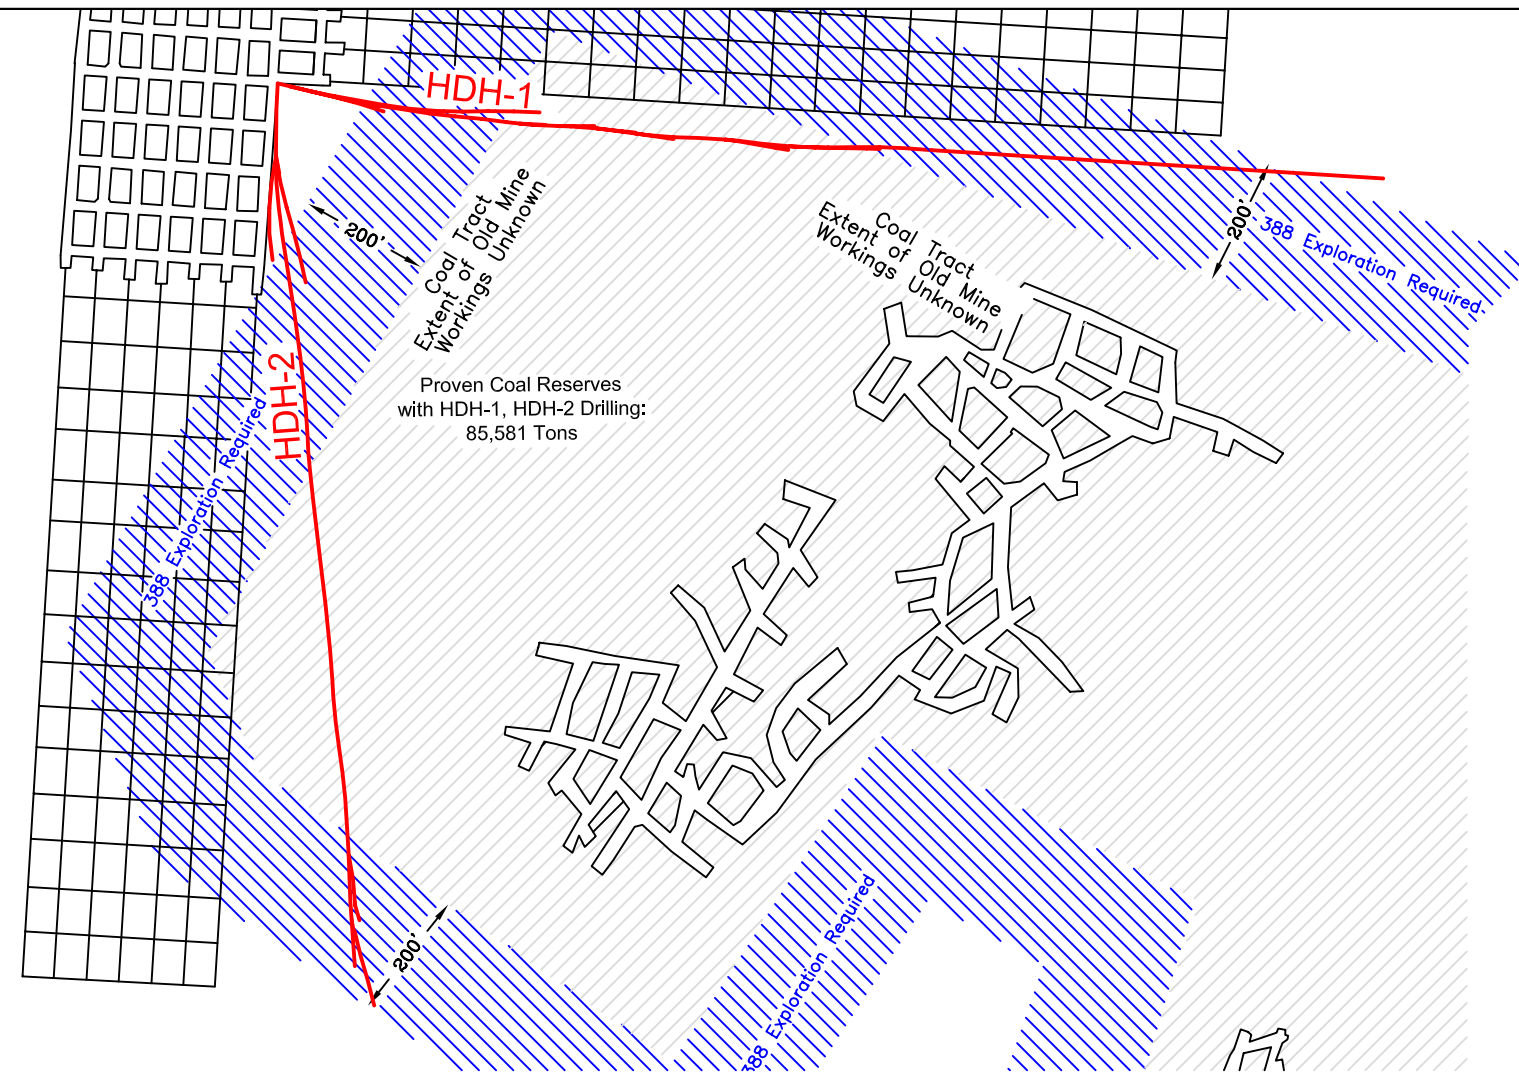 HDH-1
Coal Tract
Extent of Old Mine
Workings Unknown
200'
Coal Tract
Extent of Old Mine
Workings Unknown
200'
388 Exploration Required
HDH-2
Proven Coal Reserves
with HDH-1, HDH-2 Drilling:
85,581 Tons
388 Exploration Required
200'
388 Exploration Required